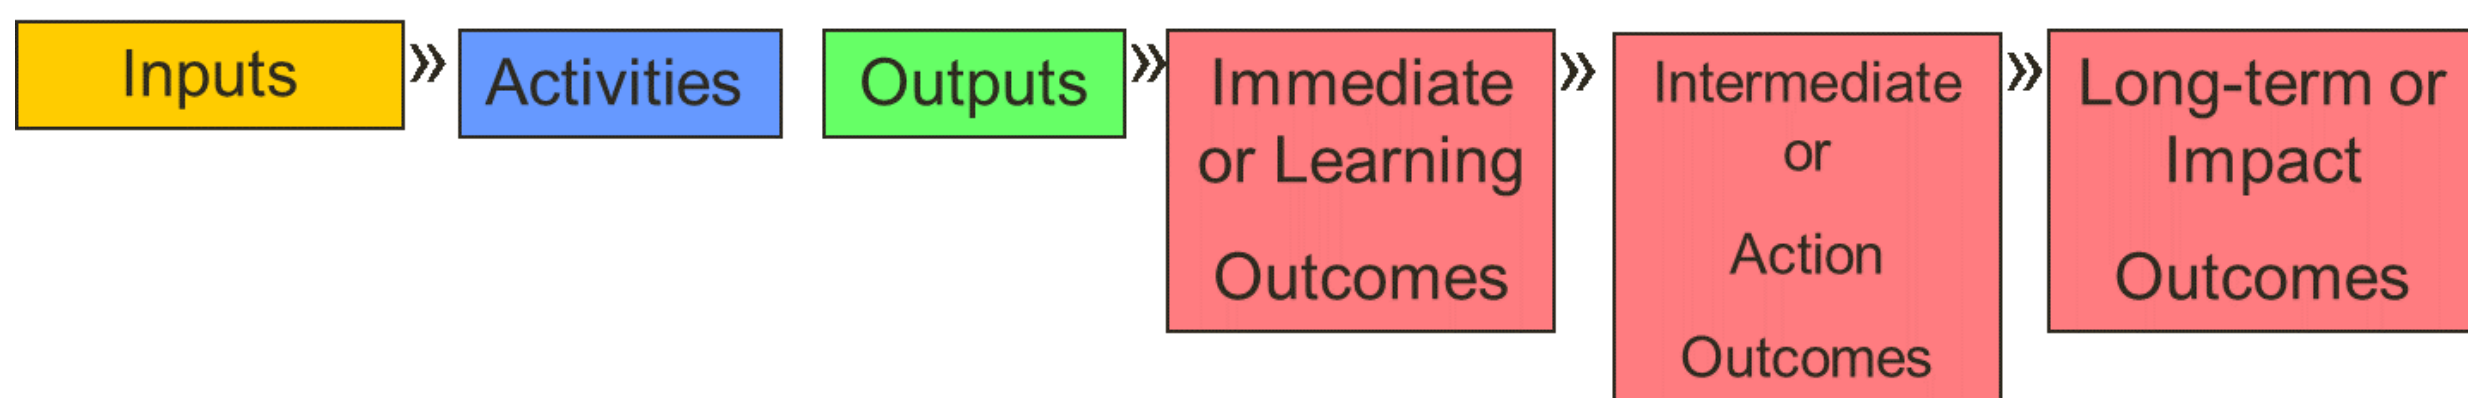 Inputs
»
Activities
Outputs
»
Immediate
or Learning
Outcomes
»
Intermediate
or
Action
Outcomes
»
Long-term or
Impact
Outcomes